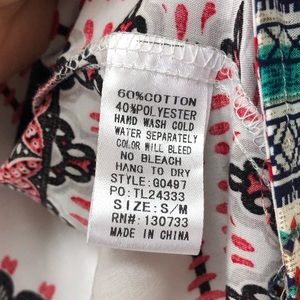 60%COTTON
40%POLYESTER
HAND WASH COLD
WATER SEPARATELY
COLOR WILL BLEED
NO BLEACH
HANG TO DRY
STYLE:G0497
PO:TL24333
SIZE:S/M
RM#:130733
MADE IN CHINA